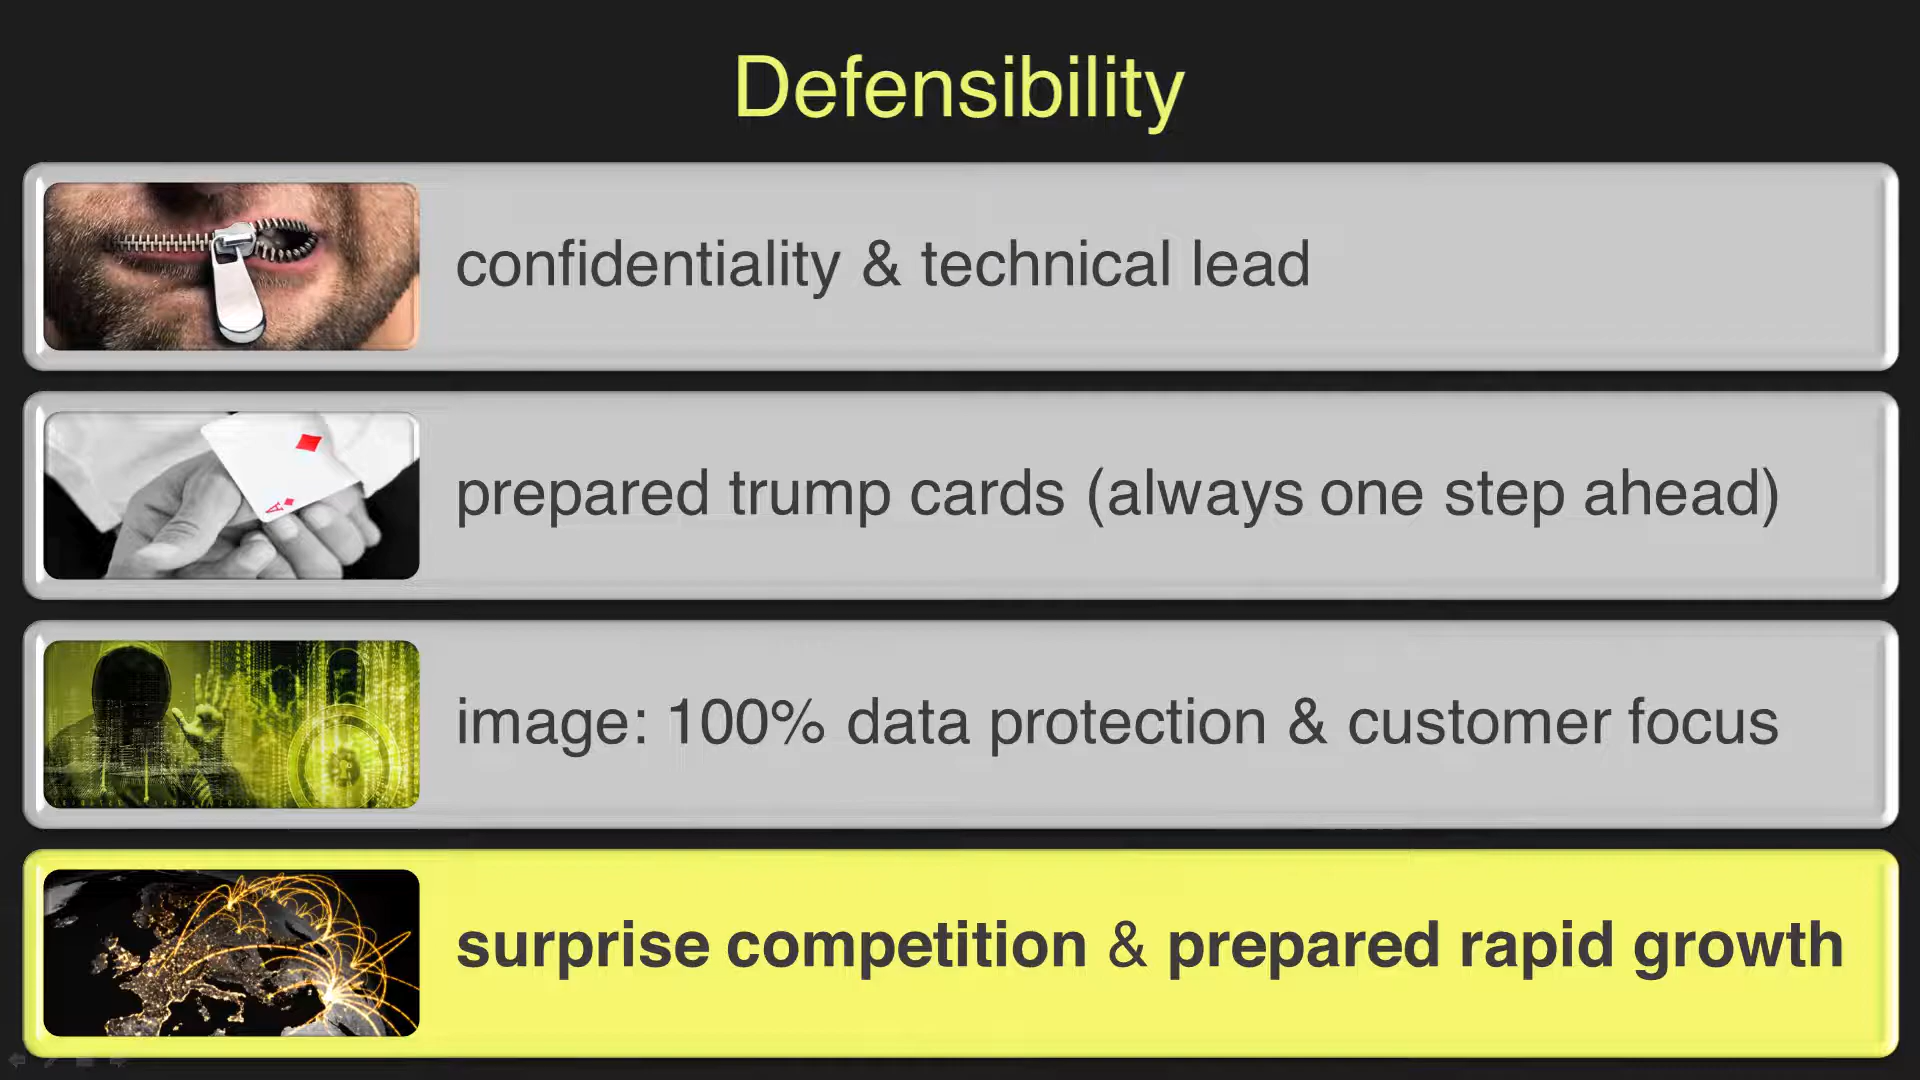 Defensibility
confidentiality & technical lead
prepared trump cards (always one step ahead)
A
image: 100% data protection & customer focus
surprise competition & prepared rapid growth